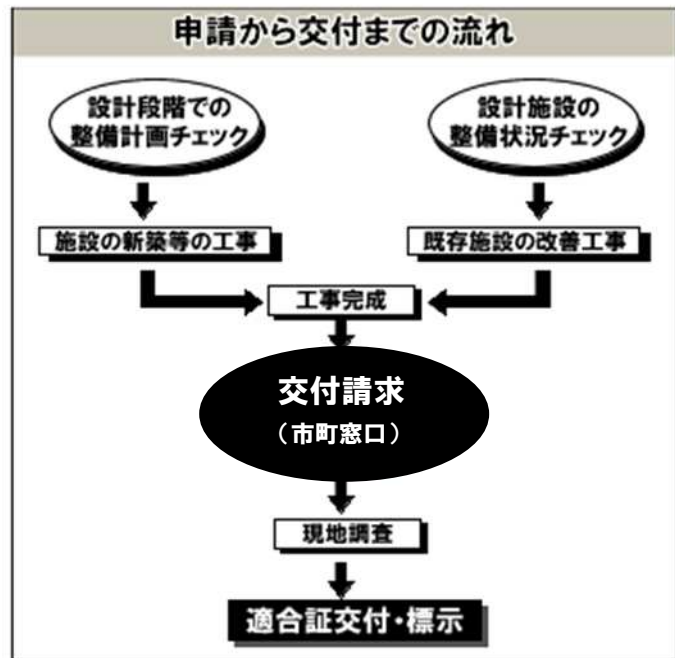 申請から交付までの流れ
設計段階での
整備計画チェック
設計施設の
整備状況チェック
施設の新築等の工事
既存施設の改善工事
工事完成
交付請求
（市町窓口）
現地調査
適合証交付・標示